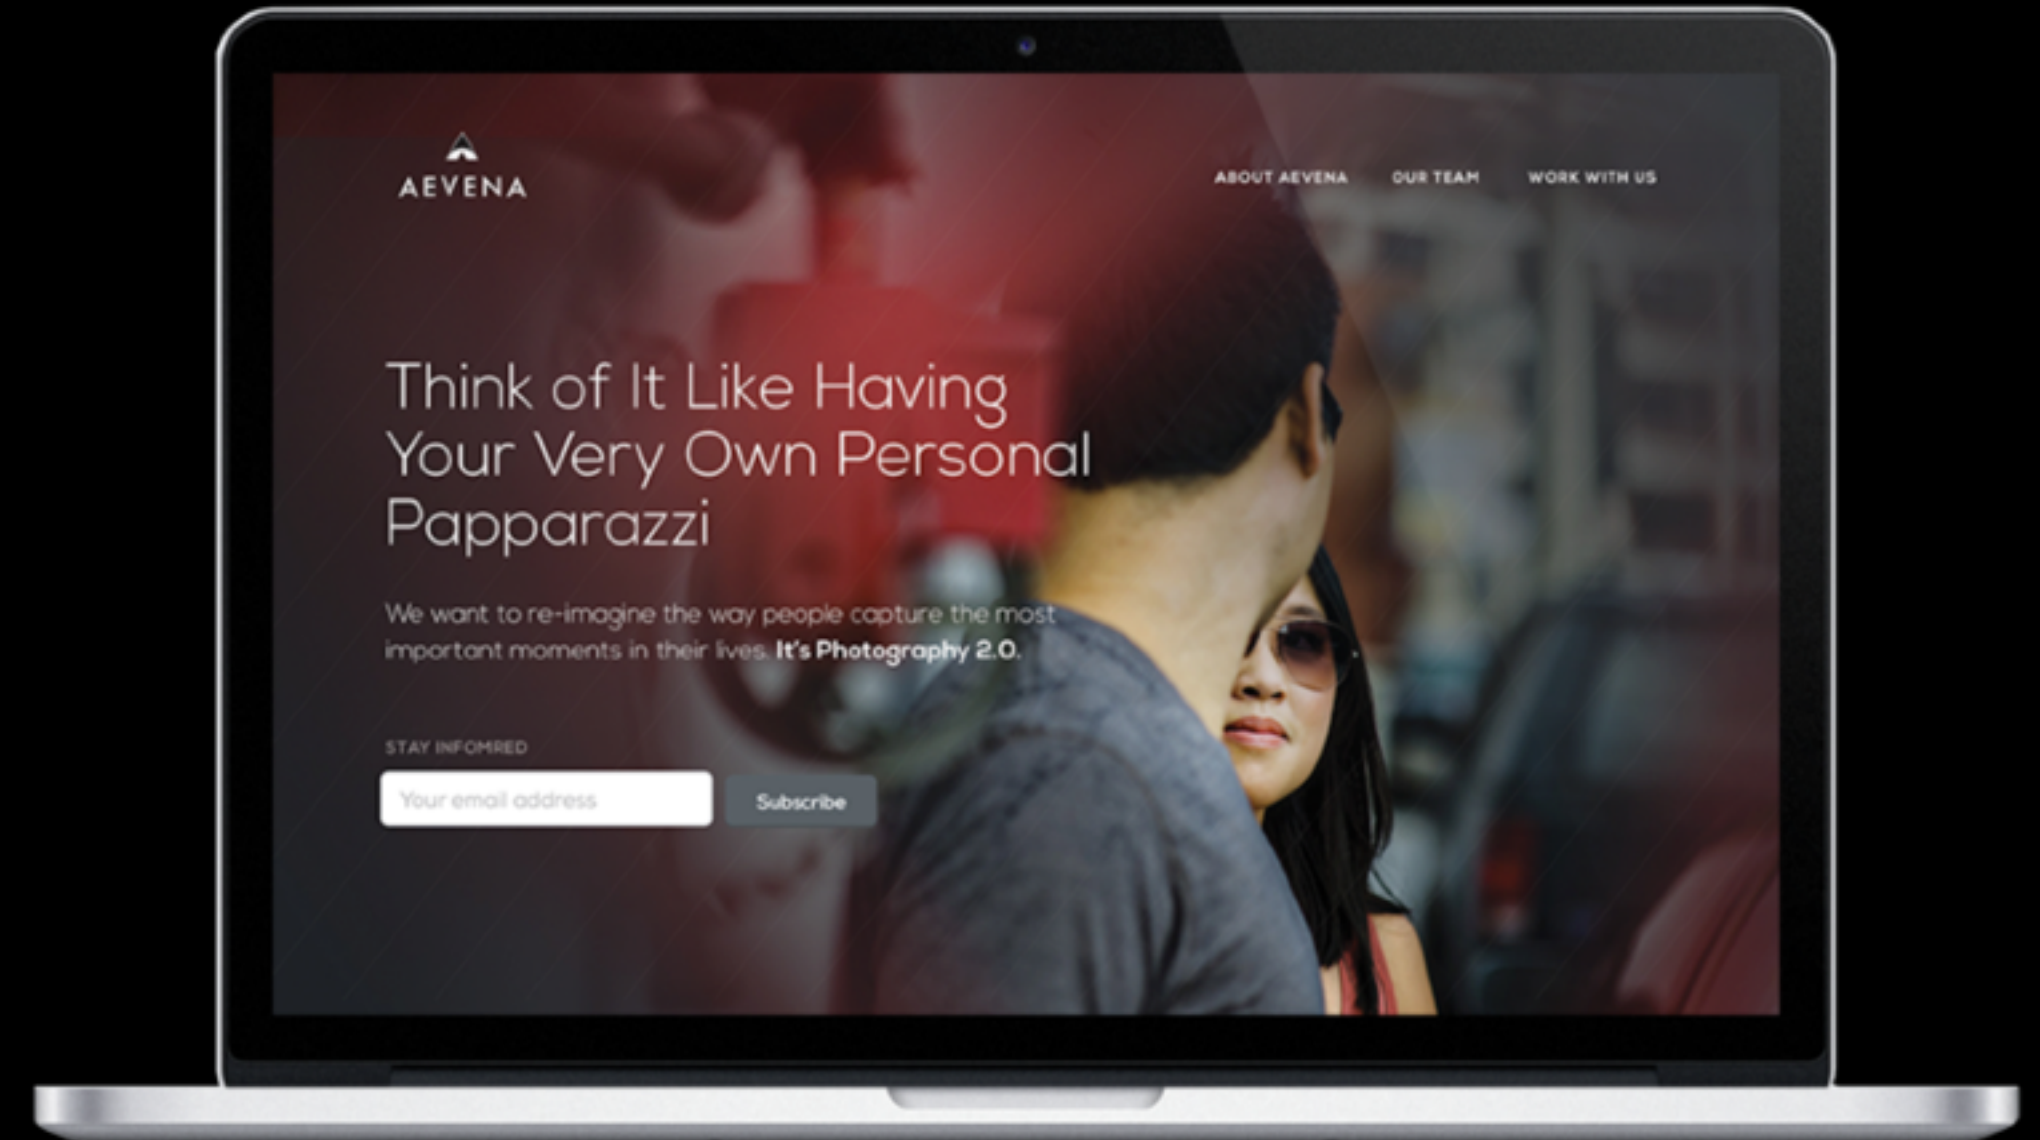 AEVENA
ABOUT AEVENA OUR TEAM WORK WITH US
Think of It Like Having
Your Very Own Personal
Papparazzi
We want to re-imagine the way people capture the most
important moments in their lives. It's Photography 2.0.
STAY INFOMRED
Your email address
Subscribe